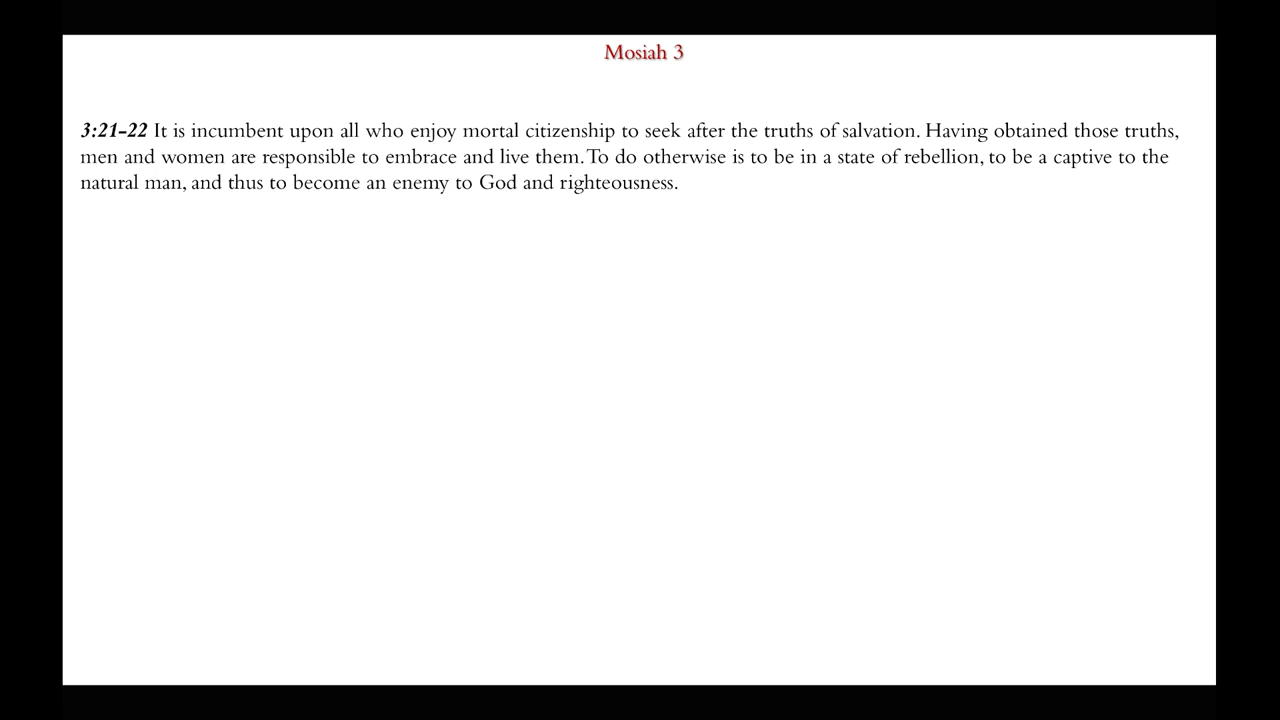 Mosiah 3
3:21-22 It is incumbent upon all who enjoy mortal citizenship to seek after the truths of salvation. Having obtained those truths,
men and women are responsible to embrace and live them. To do otherwise is to be in a state of rebellion, to be a captive to the
natural man, and thus to become an enemy to God and righteousness.